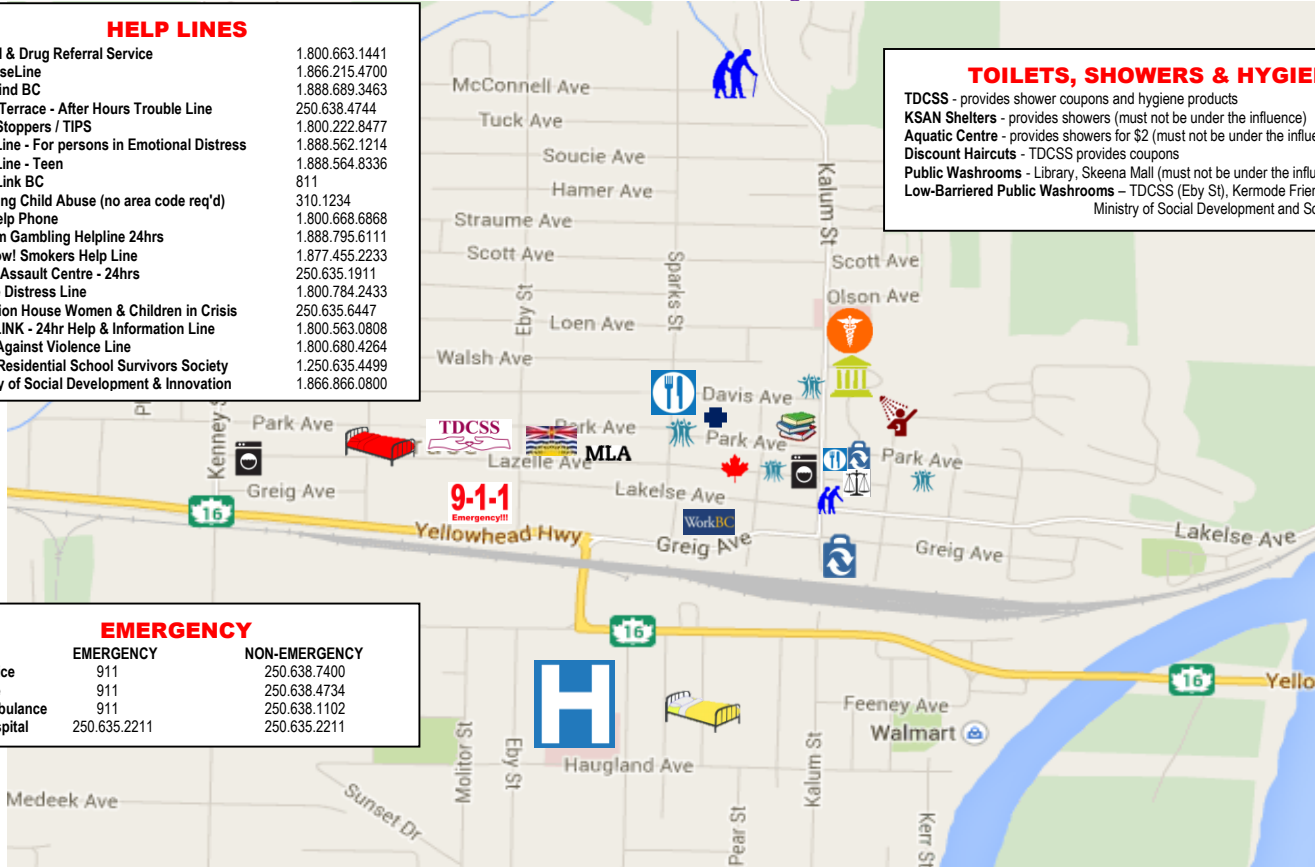 HELP LINES
& Drug Referral Service 1.800.663.1441
1.866.215.4700
BC 1.888.689.3463
Terrace - After Hours Trouble Line 250.638.4744
Stoppers / TIPS 1.800.222.8477
Line - For persons in Emotional Distress 1.888.562.1214
Line - Teen 1.888.564.8336
Link BC 811
Child Abuse (no area code req'd) 310.1234
Phone 1.800.668.6868
Gambling Helpline 24hrs 1.888.795.6111
Smokers Help Line 1.877.455.2233
Assault Centre - 24hrs 250.635.1911
Distress Line 1.800.784.2433
House Women & Children in Crisis 250.635.6447
LINK - 24hr Help & Information Line 1.800.563.0808
Against Violence Line 1.800.680.4264
Residential School Survivors Society 1.250.635.4499
of Social Development & Innovation 1.866.866.0800
TOILETS, SHOWERS & HYGIE
TDCSS - provides shower coupons and hygiene products
KSAN Shelters - provides showers (must not be under the influence)
Aquatic Centre - provides showers for $2 (must not be under the influe
Discount Haircuts - TDCSS provides coupons
Public Washrooms - Library, Skeena Mall (must not be under the influ
Low-Barriered Public Washrooms – TDCSS (Eby St), Kermode Frien
Ministry of Social Development and So
McConnell Ave
Tuck Ave
Soucie Ave
Hamer Ave
Straume Ave
Scott Ave
Kalum St
Sparks St
Scott Ave
Olson Ave
Eby St
Loen Ave
Walsh Ave
Davis Ave
Kenney S
Park Ave
TDCSS
Park Ave
MLA
Park Ave
Park Ave
Lazelle Ave
Greig Ave
9-1-1
Emergency!!!
Lakelse Ave
WorkBC
16
Yellowhead Hwy
Greig Ave
Greig Ave
Lakelse Ave
EMERGENCY
EMERGENCY NON-EMERGENCY
911 250.638.7400
911 250.638.4734
911 250.638.1102
250.635.2211 250.635.2211
16
16
Yello
H
Feeney Ave
Walmart
Molitor St
Eby St
Haugland Ave
Kalum St
Medeek Ave
Sunset Dr
Pear St
Kerr St